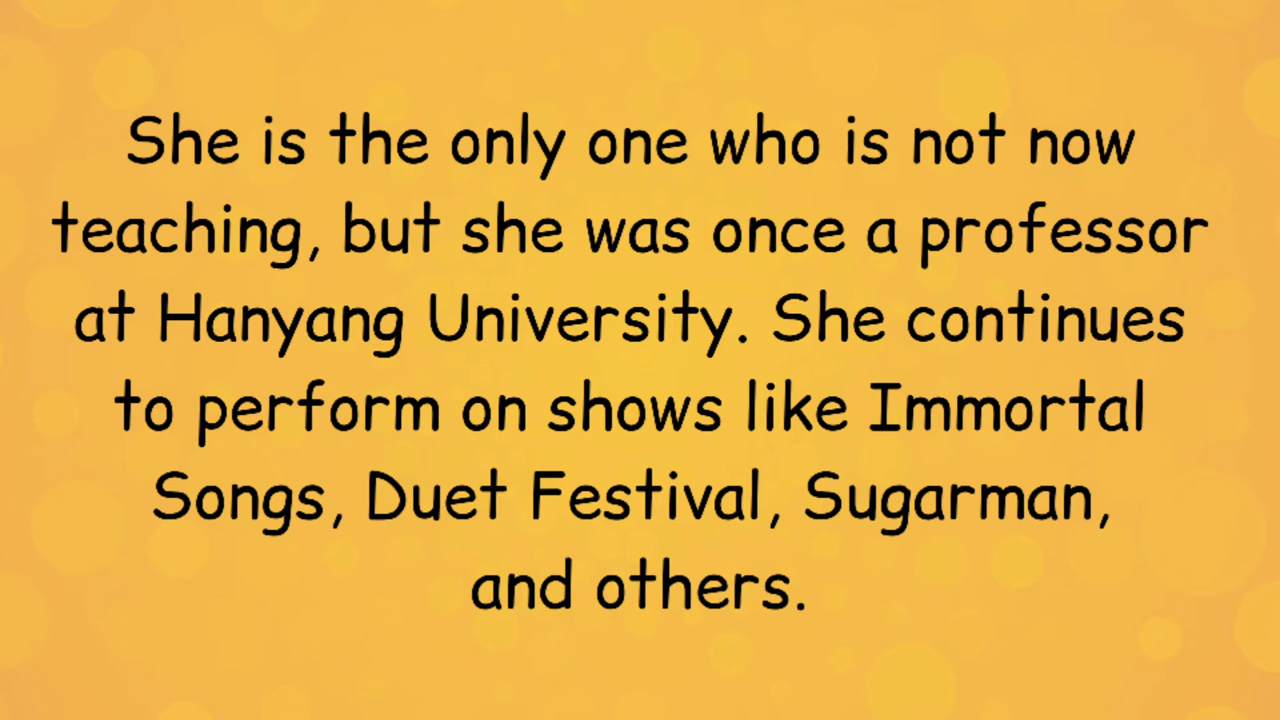 She is the only one who is not now
teaching, but she was once a professor
at Hanyang University. She continues
to perform on shows like Immortal
Songs, Duet Festival, Sugarman,
and others.